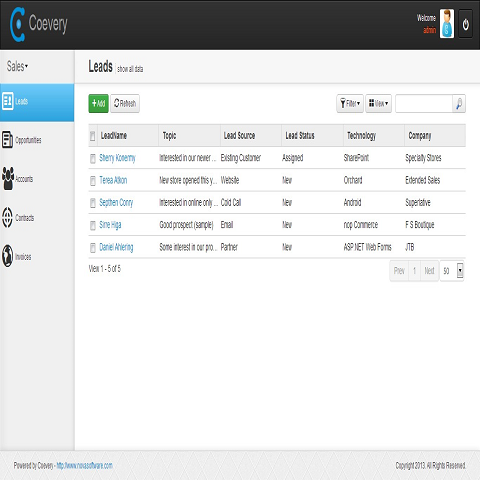 Coevery
Welcome
admin
Sales
Leads show all data
Leads
Opportunities
Accounts
Contracts
Invoices
Add Refresh Filter View
LeadName Topic Lead Source Lead Status Technology Company
Sherry Konermy Interested in our newer ... Existing Customer Assigned SharePoint Specialty Stores
Terea Atkon New store opened this y... Website New Orchard Extended Sales
Septhen Conry Interested in online only ... Cold Call New Android Superlative
Sirre Higa Good prospect (sample) Email New nop Commerce F S Boutique
Daniel Ahlering Some interest in our pro... Partner New ASP.NET Web Forms JTB
View 1 - 5 of 5
Prev 1 Next 50
Powered by Coevery - http://www.novasoftware.com
Copyright 2013. All Rights Reserved.